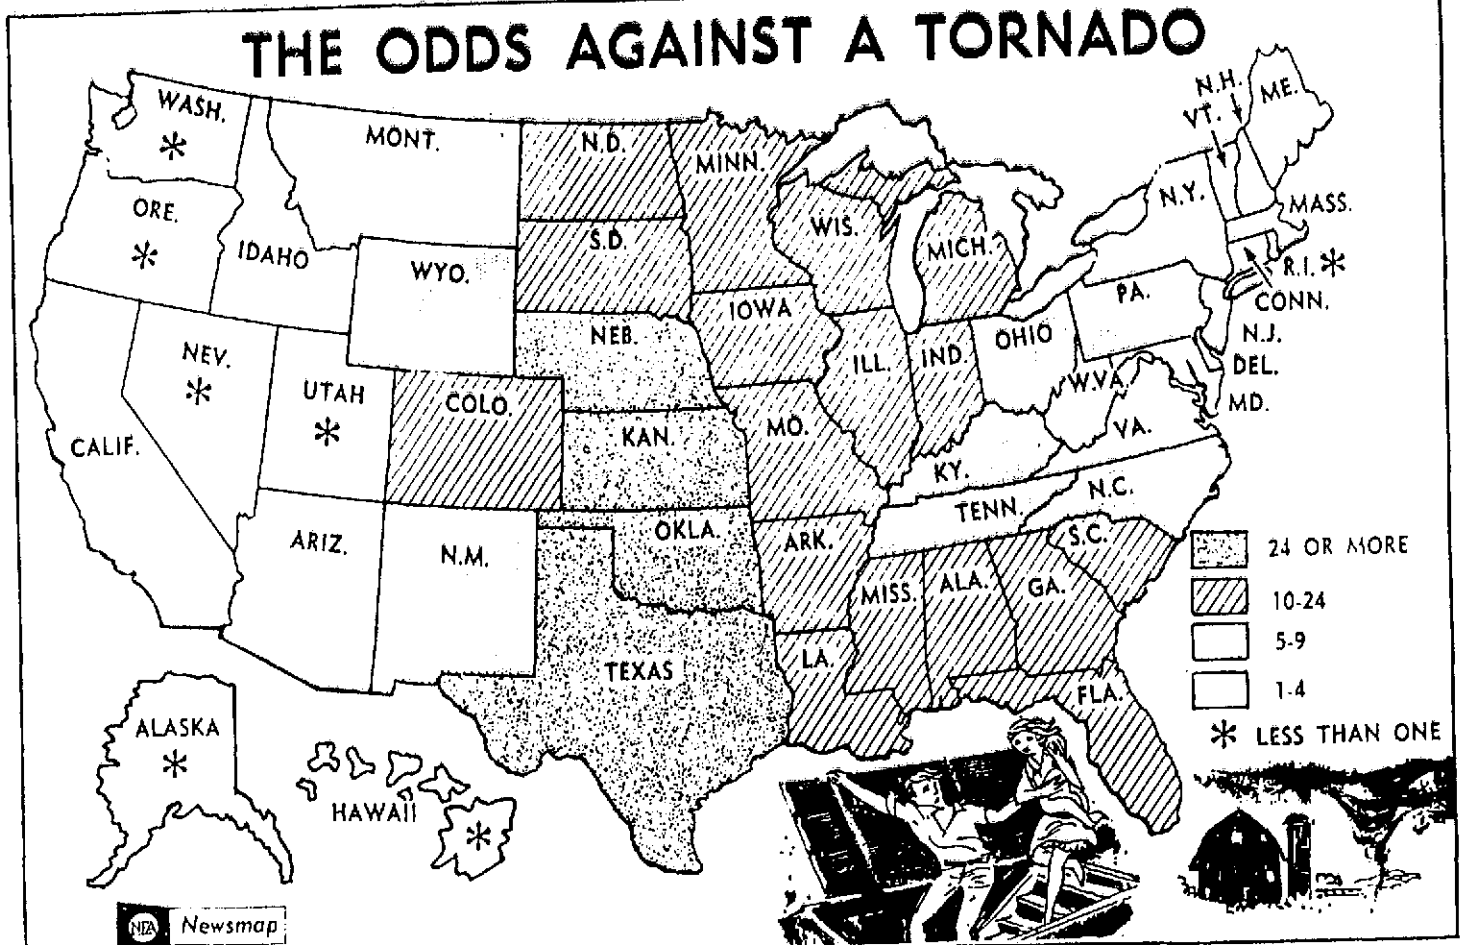 THE ODDS AGAINST A TORNADO
WASH.
*
MONT.
N.D.
MINN.
N.H.
VT.
ME.
ORE.
*
IDAHO
WYO.
S.D.
WIS.
MICH.
N.Y.
MASS.
R.I. *
CONN.
N.J.
DEL.
MD.
NEV.
*
UTAH
*
COLO.
NEB.
IOWA
ILL.
IND.
OHIO
PA.
W.VA.
VA.
CALIF.
KAN.
MO.
KY.
TENN.
N.C.
ARIZ.
N.M.
OKLA.
ARK.
S.C.
MISS.
ALA.
GA.
TEXAS
LA.
FLA.
24 OR MORE
10-24
5-9
1-4
* LESS THAN ONE
ALASKA
*
HAWAII
*
NEA Newsmap